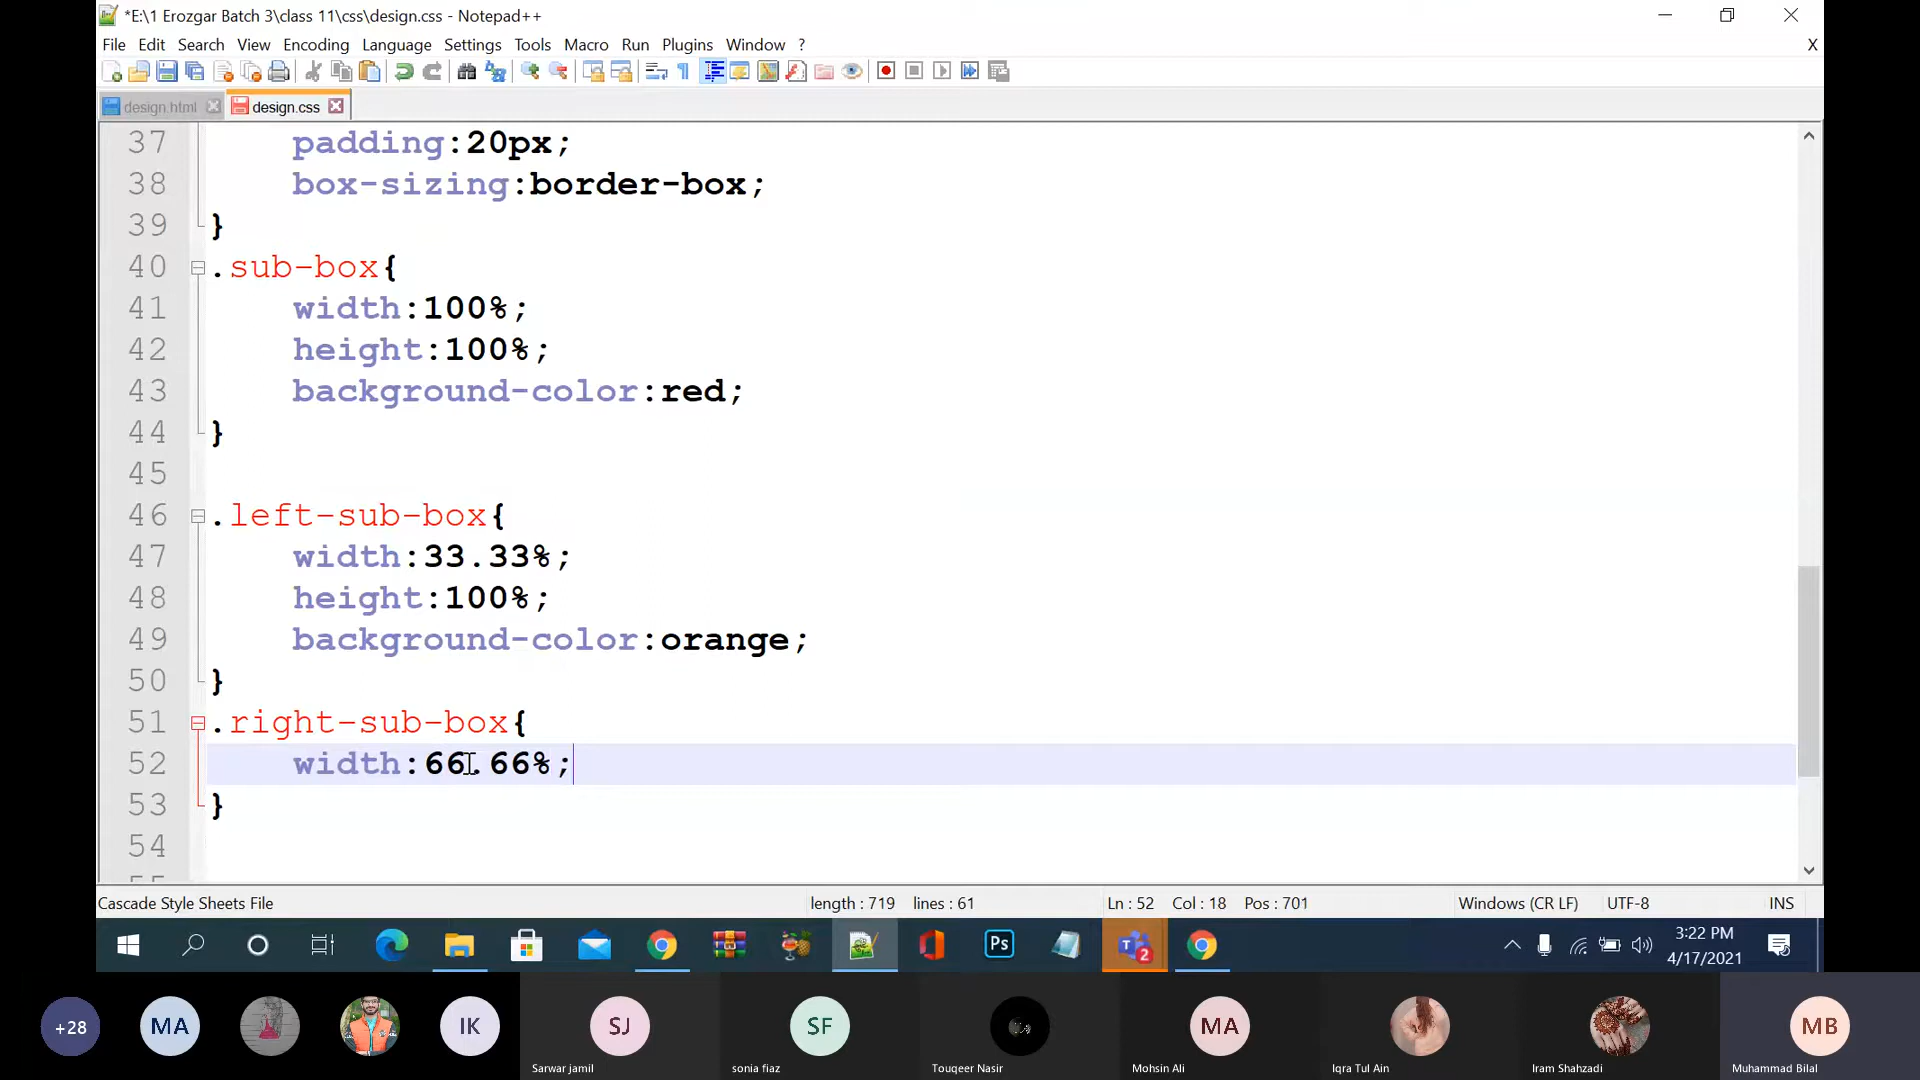 *E:\1 Erozgar Batch 3\class 11\css\design.css - Notepad++
File Edit Search View Encoding Language Settings Tools Macro Run Plugins Window ? X
design.html design.css
37 padding:20px;
38 box-sizing:border-box;
39 }
40 .sub-box{
41 width:100%;
42 height:100%;
43 background-color:red;
44 }
45
46 .left-sub-box{
47 width:33.33%;
48 height:100%;
49 background-color:orange;
50 }
51 .right-sub-box{
52 width:66.66%;
53 }
54
Cascade Style Sheets File length : 719 lines : 61 Ln : 52 Col : 18 Pos : 701 Windows (CR LF) UTF-8 INS
Ps 2 3:22 PM
4/17/2021
+28 MA IK SJ SF MA MB
Sarwar jamil sonia fiaz Touqeer Nasir Mohsin Ali Iqra Tul Ain Iram Shahzadi Muhammad Bilal